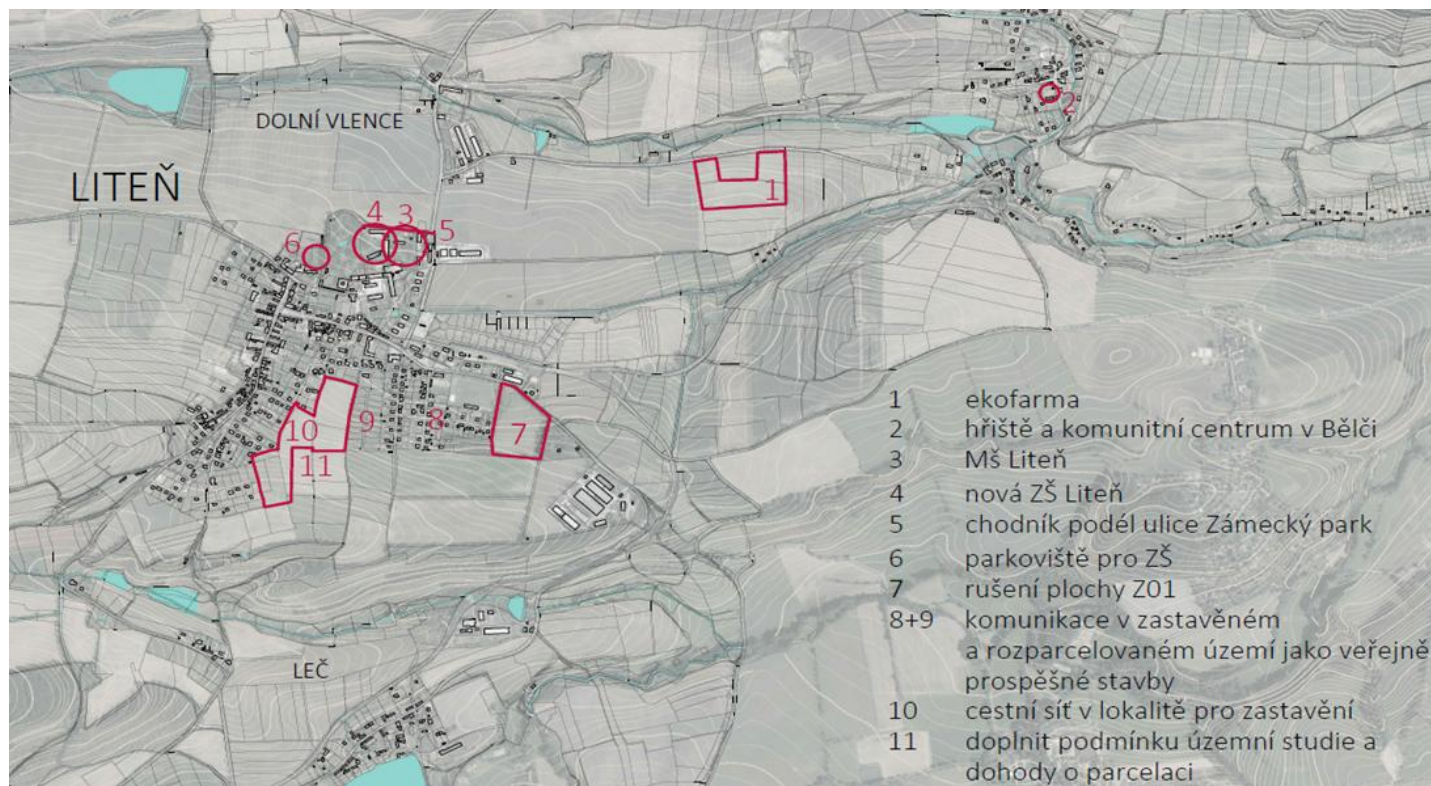 DOLNÍ VLENCE
LITEŇ
2
1
4
3
5
6
9
8
10
7
11
LEČ
1 ekofarma
2 hřiště a komunitní centrum v Bělči
3 Mš Liteň
4 nová ZŠ Liteň
5 chodník podél ulice Zámecký park
6 parkoviště pro ZŠ
7 rušení plochy Z01
8+9 komunikace v zastavěném
a rozparcelovaném území jako veřejně
prospěšné stavby
10 cestní síť v lokalitě pro zastavění
11 doplnit podmínku územní studie a
dohody o parcelaci